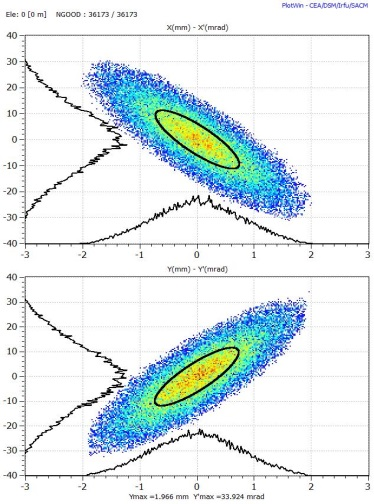 PlotWin - CEA/DSM/Irfu/SACM
Ele: 0 [0 m] NGOOD : 36173 / 36173
X(mm) - X'(mrad)
40
30
20
10
0
-10
-20
-30
-40
-3 -2 -1 0 1 2 3
Y(mm) - Y'(mrad)
40
30
20
10
0
-10
-20
-30
-40
-3 -2 -1 0 1 2 3
Ymax =1.966 mm Y'max =33.924 mrad